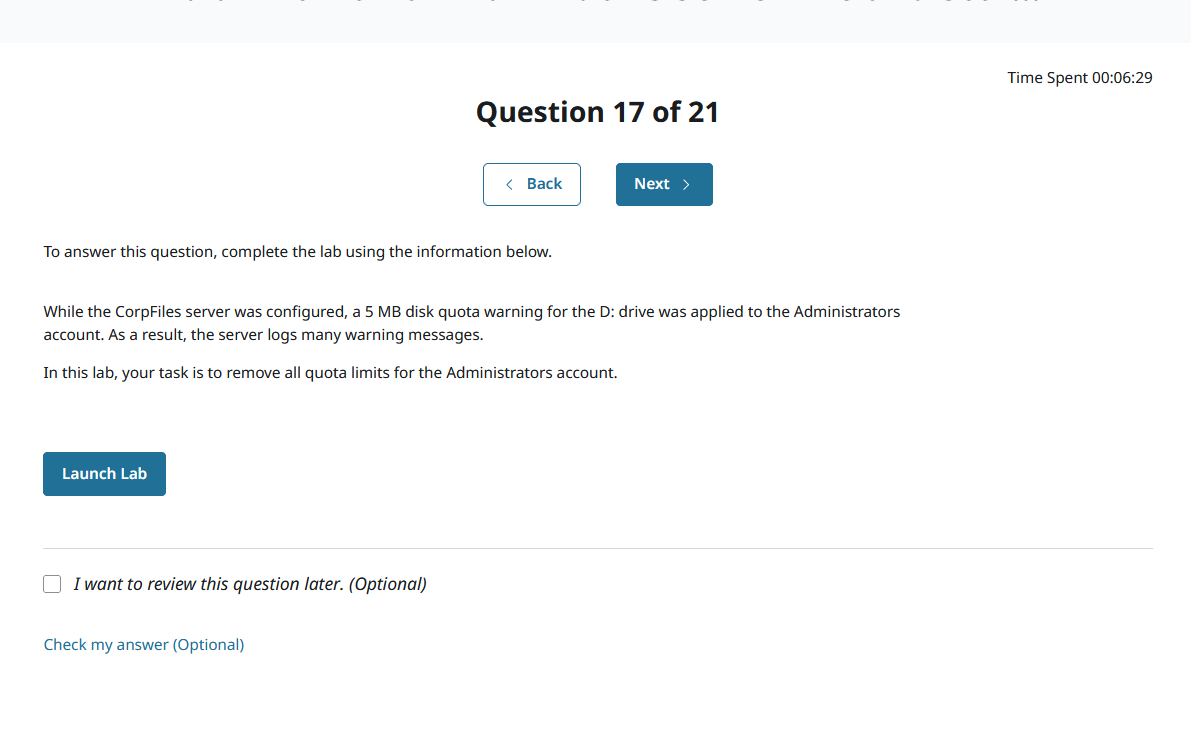 Time Spent 00:06:29
Question 17 of 21
Back
Next
To answer this question, complete the lab using the information below.
While the CorpFiles server was configured, a 5 MB disk quota warning for the D: drive was applied to the Administrators
account. As a result, the server logs many warning messages.
In this lab, your task is to remove all quota limits for the Administrators account.
Launch Lab
I want to review this question later. (Optional)
Check my answer (Optional)